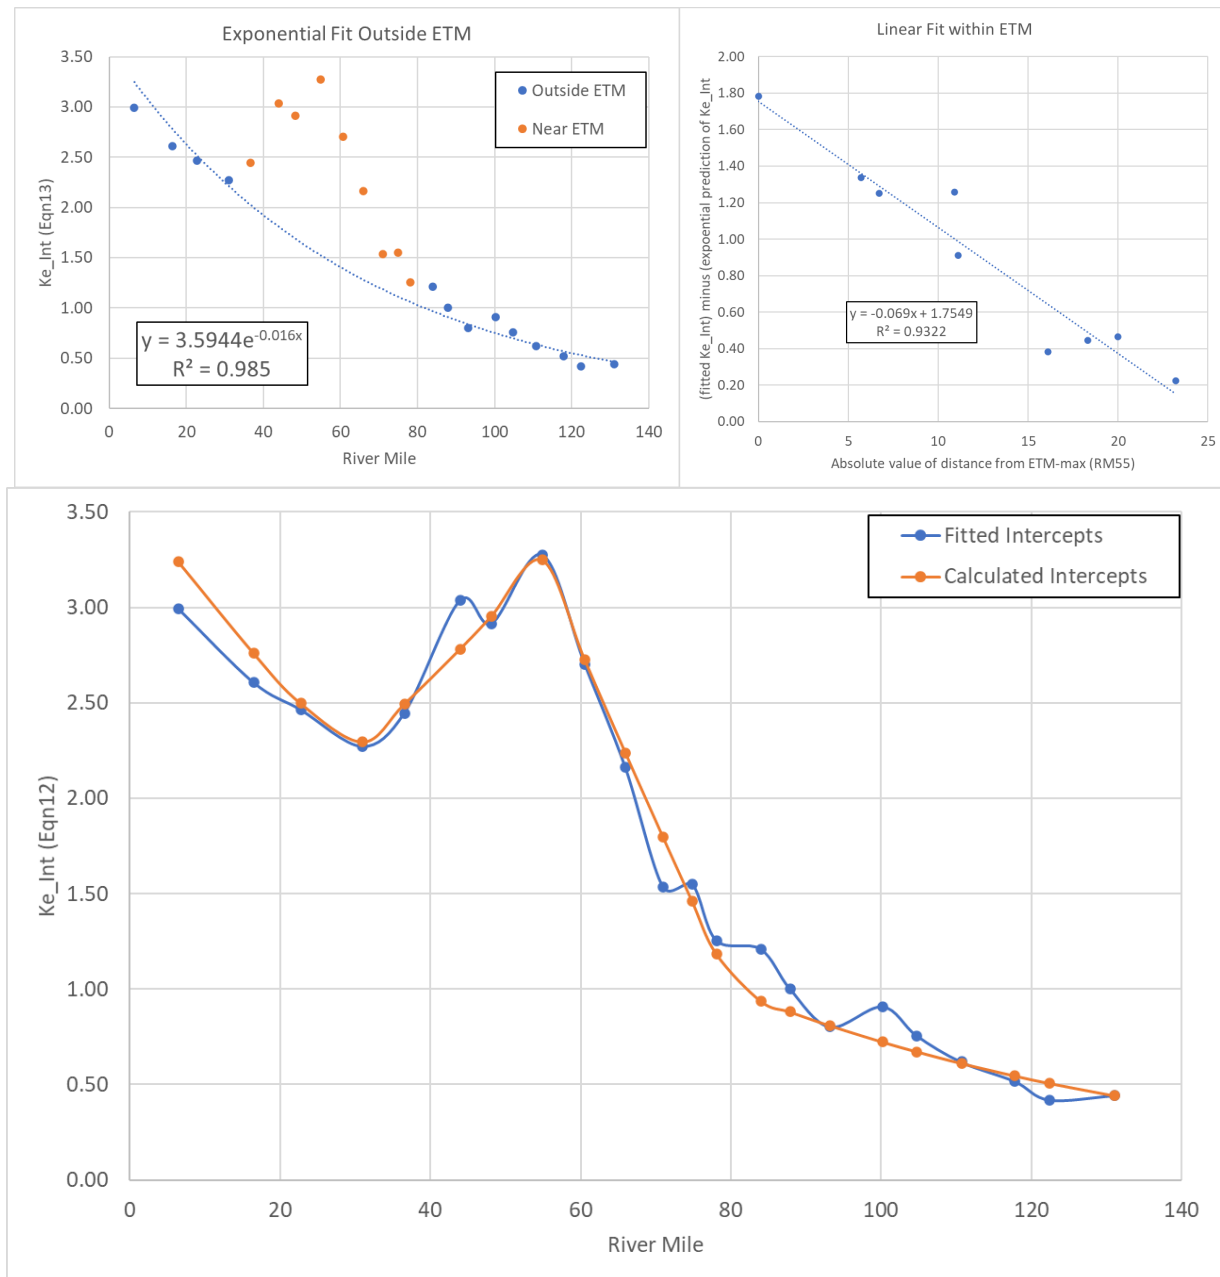 Exponential Fit Outside ETM
3.50
3.00
2.50
2.00
1.50
1.00
0.50
0.00
Ke_Int (Eqn13)
Outside ETM
Near ETM
y = 3.5944e^-0.016x
R² = 0.985
0 20 40 60 80 100 120 140
River Mile
Linear Fit within ETM
2.00
1.80
1.60
1.40
1.20
1.00
0.80
0.60
0.40
0.20
0.00
(fitted Ke_Int) minus (expoential prediction of Ke_Int
y = -0.069x + 1.7549
R² = 0.9322
0 5 10 15 20 25
Absolute value of distance from ETM-max (RM55)
3.50
3.00
2.50
2.00
1.50
1.00
0.50
0.00
Ke_Int (Eqn12)
Fitted Intercepts
Calculated Intercepts
0 20 40 60 80 100 120 140
River Mile